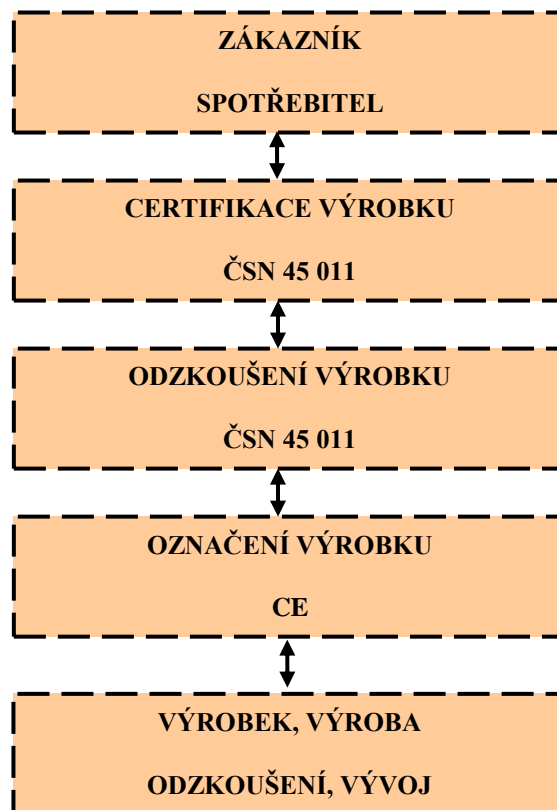 ZÁKAZNÍK
SPOTŘEBITEL
CERTIFIKACE VÝROBKU
ČSN 45 011
ODZKOUŠENÍ VÝROBKU
ČSN 45 011
OZNAČENÍ VÝROBKU
CE
VÝROBEK, VÝROBA
ODZKOUŠENÍ, VÝVOJ